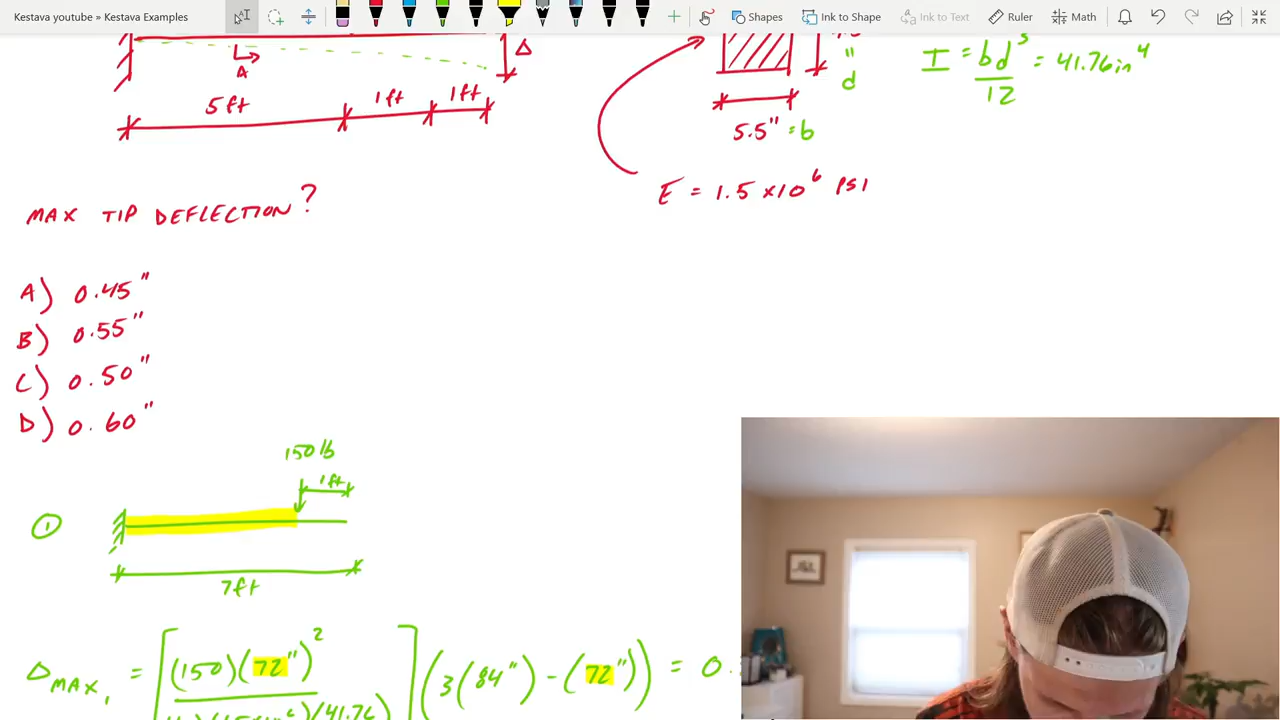 Kestava youtube » Kestava Examples
Shapes
Ink to Shape
Ink to Text
Ruler
Math
A
Δ
5 ft
1 ft
1 ft
"
d
5.5" = b
I = bd³/12 = 41.76 in⁴
E = 1.5 x10⁶ PSI
MAX TIP DEFLECTION?
A) 0.45"
B) 0.55"
C) 0.50"
D) 0.60"
150 lb
1 ft
①
7 ft
Δ MAX, = [(150)(72")²
](3(84") - (72")) = 0.